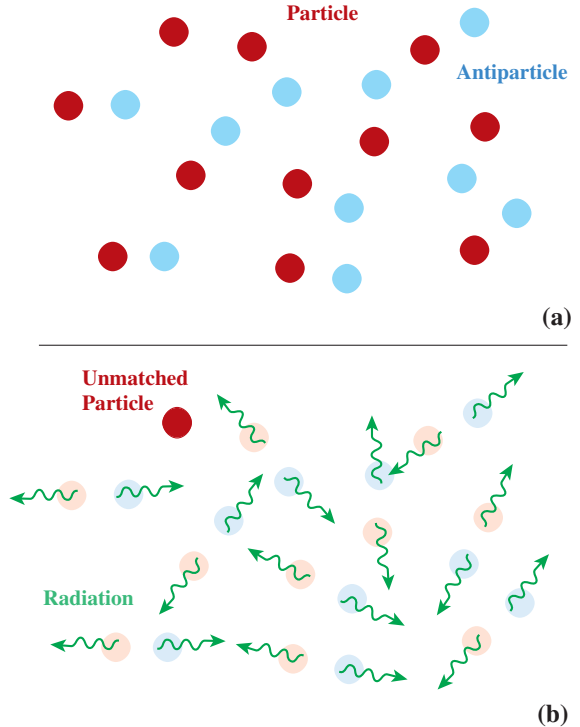 Particle
Antiparticle
(a)
Unmatched
Particle
Radiation
(b)